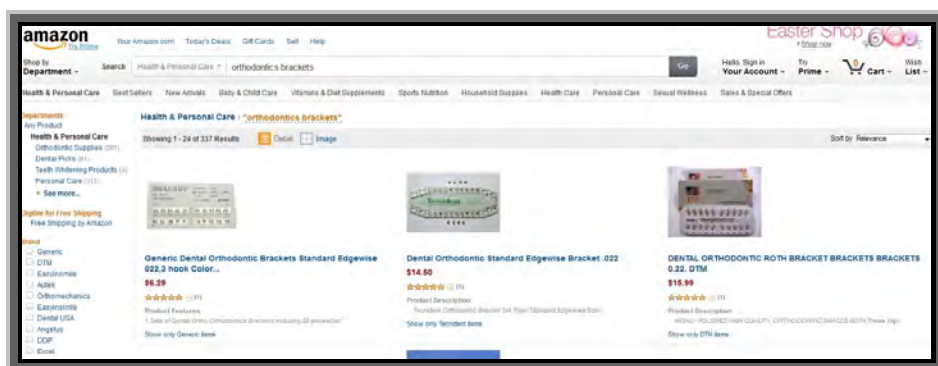 amazon
Try Prime
Your Amazon.com Today's Deals Gift Cards Sell Help
Easter Shop
Shop now
Shop by
Department
Search Health & Personal Care orthodontics brackets Go
Hello. Sign in
Your Account
Try
Prime
0
Cart
Wish
List
Health & Personal Care Best Sellers New Arrivals Baby & Child Care Vitamins & Diet Supplements Sports Nutrition Household Supplies Health Care Personal Care Sexual Wellness Sales & Special Offers
Departments
Any Product
Health & Personal Care
Orthodontic Supplies
Dental Picks
Teeth Whitening Products
Personal Care
See more...
Eligible for Free Shipping
Free Shipping by Amazon
Brand
Generic
DTM
Easyinsmile
Autek
Orthomechanics
Easyinsmile
Dental USA
Angelus
DDP
Excel
Health & Personal Care › "orthodontics brackets"
Showing 1 - 24 of 337 Results Detail Image Sort by Relevance
Generic Dental Orthodontic Brackets Standard Edgewise
022,3 hook Color...
$6.29
(1)
Product Features
Show only Generic items
Dental Orthodontic Standard Edgewise Bracket .022
$14.50
(1)
Product Description
Show only Tecnident items
DENTAL ORTHODONTIC ROTH BRACKET BRACKETS BRACKETS
0.22. DTM
$15.99
(1)
Product Description
Show only DTM items